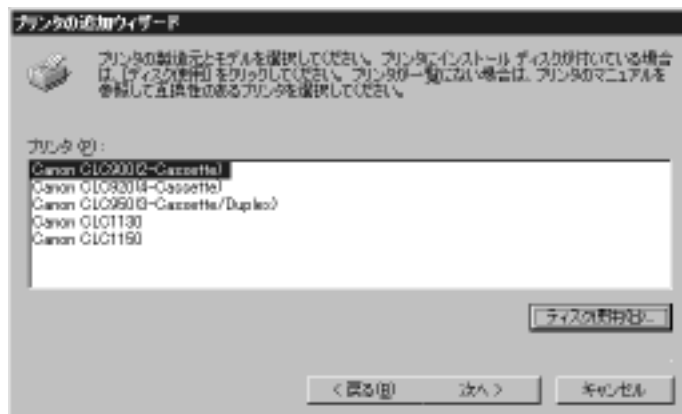 プリンタの追加ウィザード
プリンタの製造元とモデルを選択してください。プリンタにインストール ディスクが付いている場合
は、[ディスク使用] をクリックしてください。プリンタが一覧にない場合は、プリンタのマニュアルを
参照して互換性のあるプリンタを選択してください。
プリンタ(P):
Canon CLC900(2-Cassette)
Canon CLC920(4-Cassette)
Canon CLC950(3-Cassette/Duplex)
Canon CLC1130
Canon CLC1150
ディスク使用(H)...
< 戻る(B)
次へ >
キャンセル